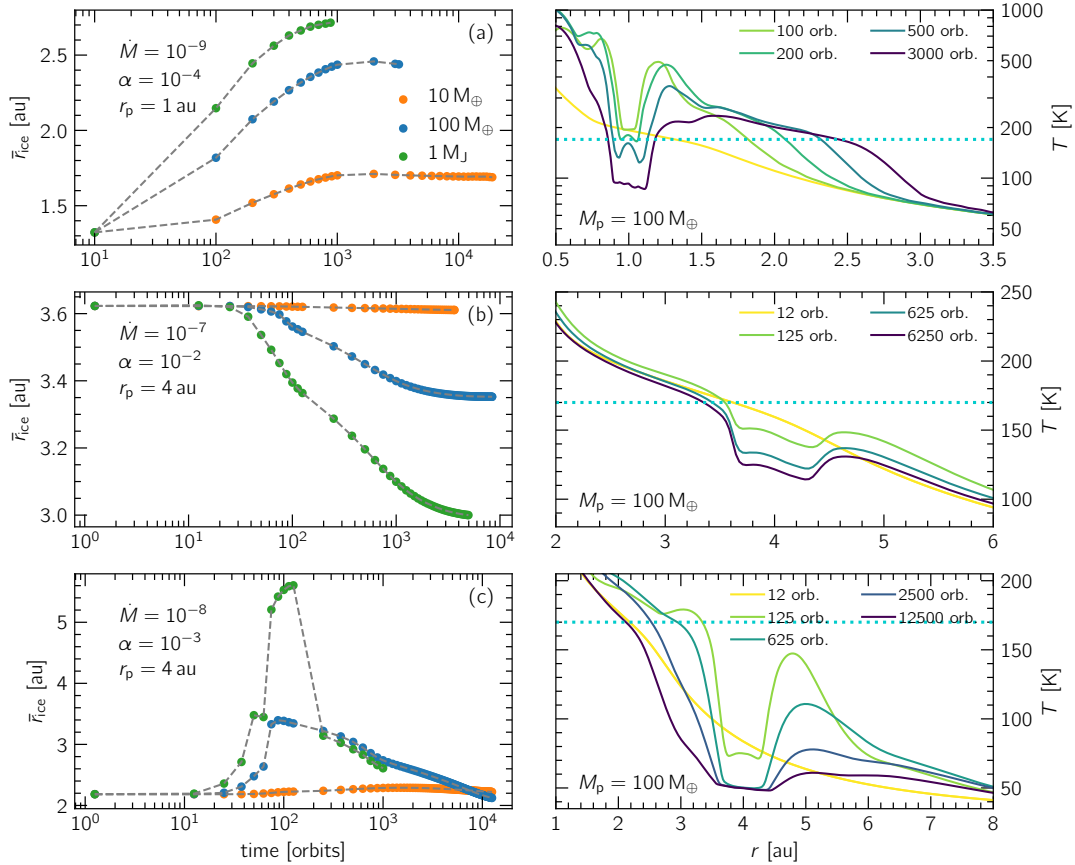 (a)
Ṁ = 10⁻⁹
α = 10⁻⁴
r_p = 1 au
10 M⊕
100 M⊕
1 M_J
r̄_ice [au]
2.5
2.0
1.5
10¹ 10² 10³ 10⁴
100 orb. 500 orb.
200 orb. 3000 orb.
M_p = 100 M⊕
1000
500
200
100
50
T [K]
0.5 1.0 1.5 2.0 2.5 3.0 3.5
(b)
Ṁ = 10⁻⁷
α = 10⁻²
r_p = 4 au
r̄_ice [au]
3.6
3.4
3.2
3.0
10⁰ 10¹ 10² 10³ 10⁴
12 orb. 625 orb.
125 orb. 6250 orb.
M_p = 100 M⊕
250
200
150
100
T [K]
2 3 4 5 6
(c)
Ṁ = 10⁻⁸
α = 10⁻³
r_p = 4 au
r̄_ice [au]
5
4
3
2
10⁰ 10¹ 10² 10³ 10⁴
time [orbits]
12 orb. 2500 orb.
125 orb. 12500 orb.
625 orb.
M_p = 100 M⊕
200
150
100
50
T [K]
1 2 3 4 5 6 7 8
r [au]